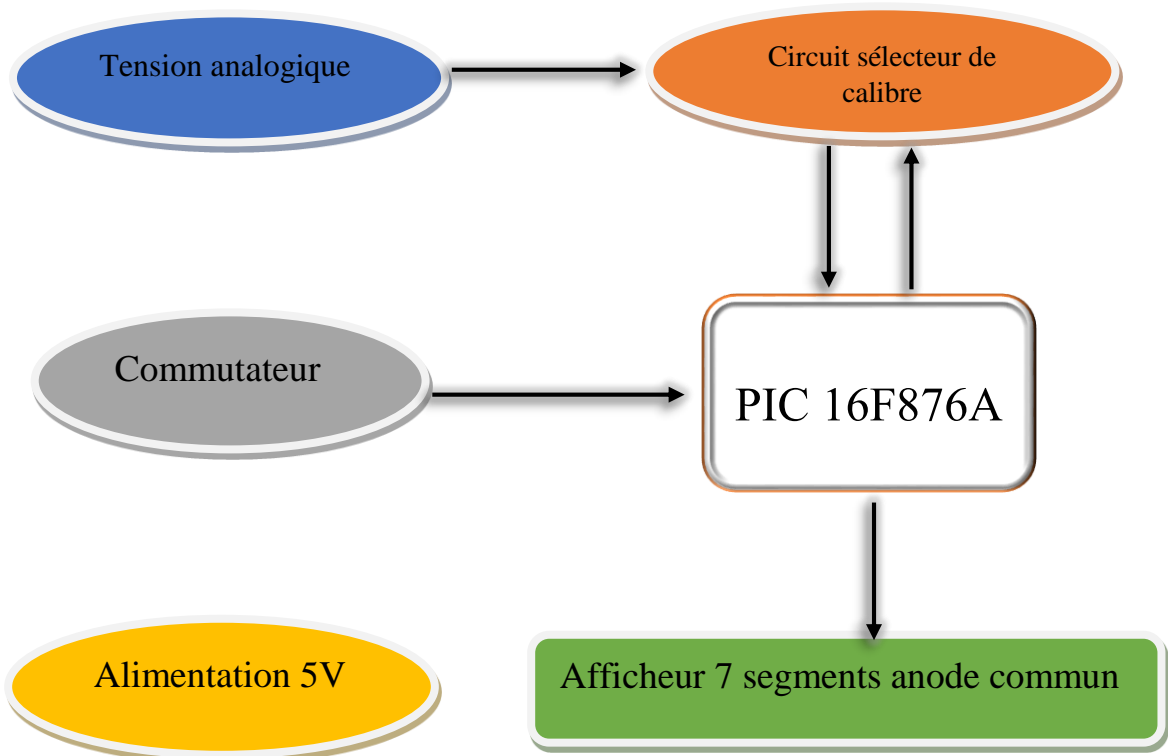 Tension analogique
Circuit sélecteur de
calibre
Commutateur
PIC 16F876A
Alimentation 5V
Afficheur 7 segments anode commun